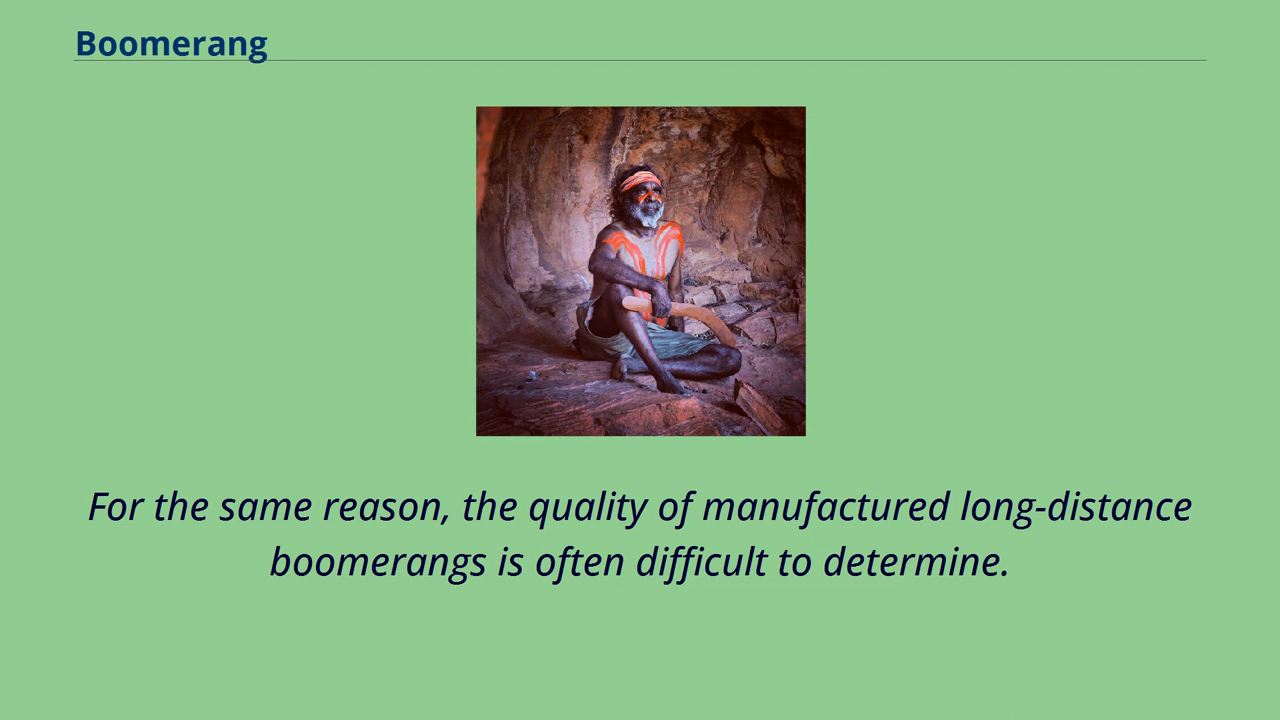 Boomerang
For the same reason, the quality of manufactured long-distance
boomerangs is often difficult to determine.